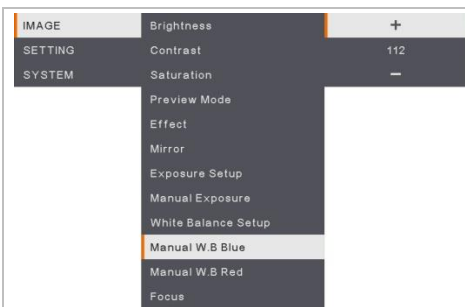 IMAGE
SETTING
SYSTEM
Brightness
Contrast
Saturation
Preview Mode
Effect
Mirror
Exposure Setup
Manual Exposure
White Balance Setup
Manual W.B Blue
Manual W.B Red
Focus
+
112
−